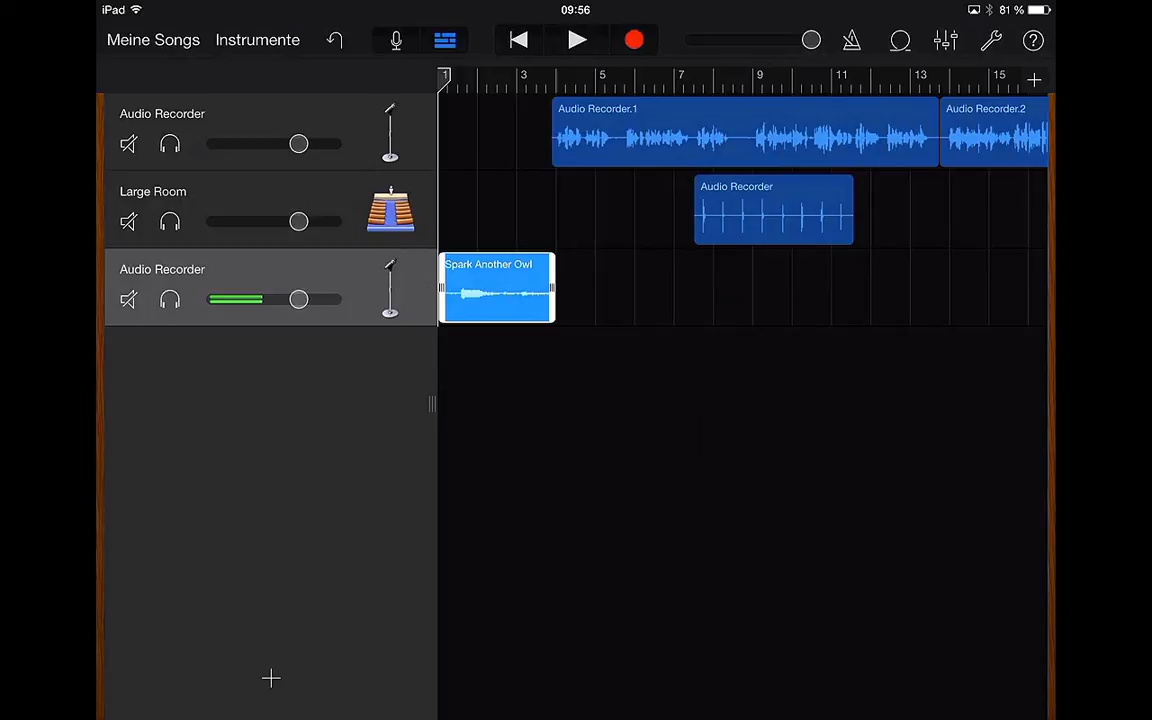 iPad
09:56
81 %
Meine Songs
Instrumente
1
3
5
7
9
11
13
15
Audio Recorder
Audio Recorder.1
Audio Recorder.2
Large Room
Audio Recorder
Audio Recorder
Spark Another Owl